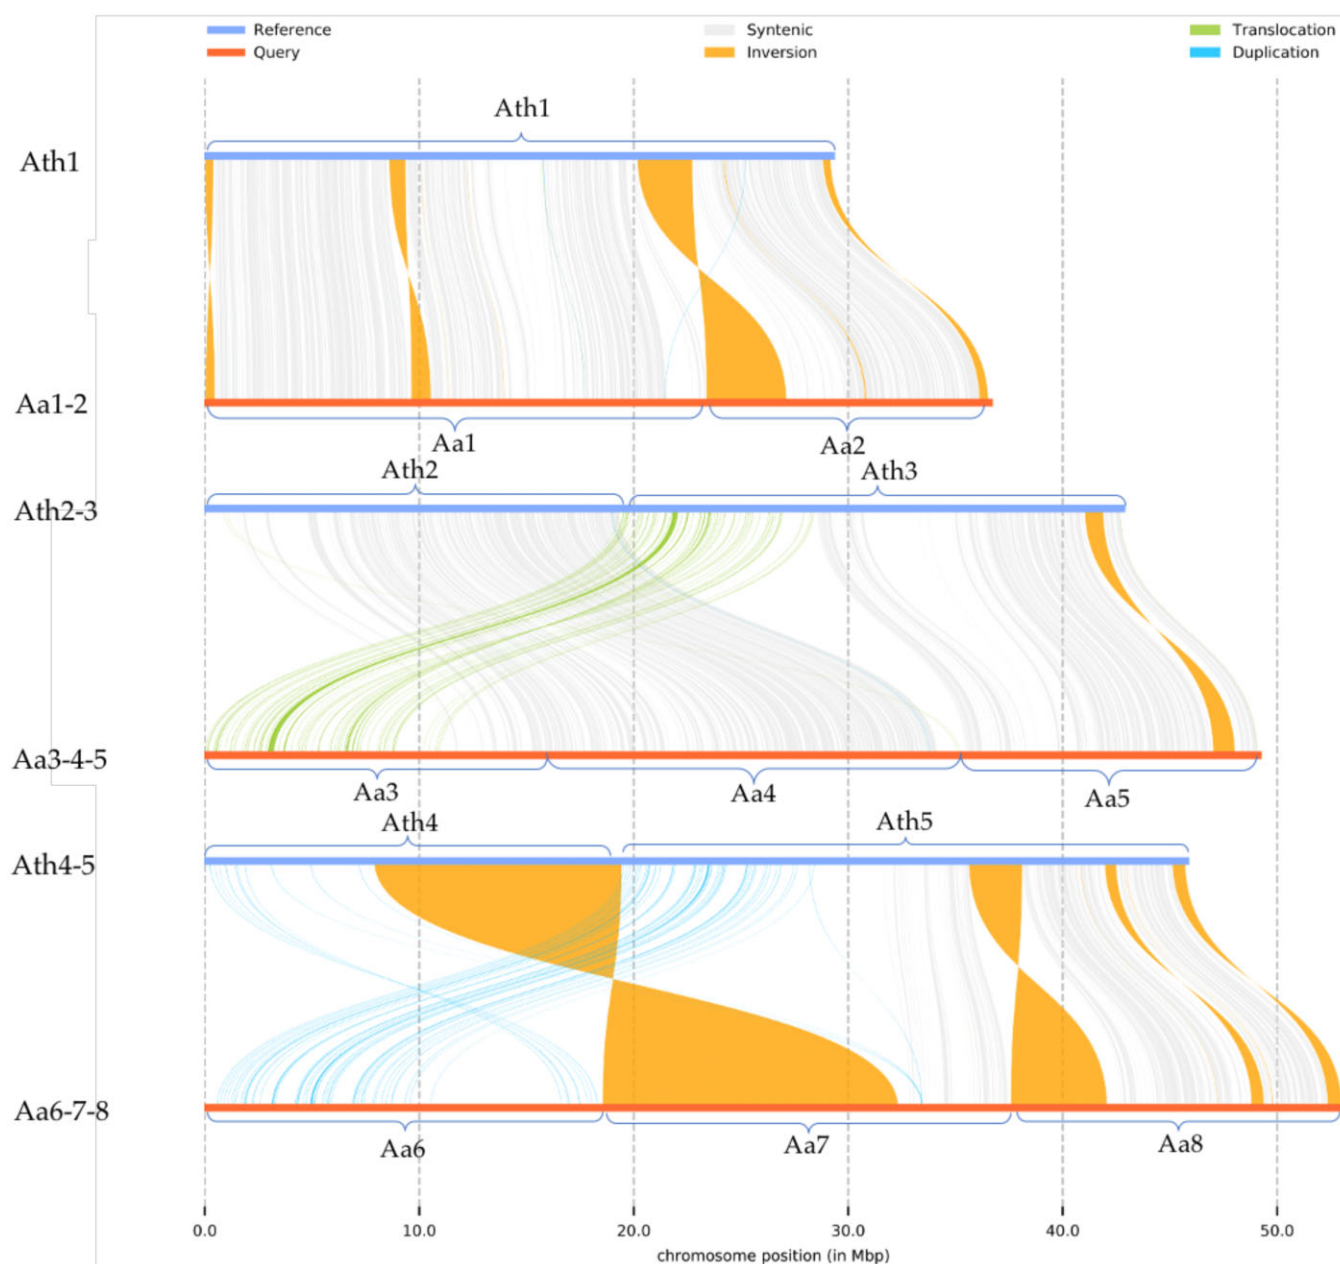 Reference Syntenic Translocation
Query Inversion Duplication
Ath1
Ath1
Aa1-2
Aa1 Aa2
Ath2 Ath3
Ath2-3
Aa3-4-5
Aa3 Aa4 Aa5
Ath4 Ath5
Ath4-5
Aa6-7-8
Aa6 Aa7 Aa8
0.0 10.0 20.0 30.0 40.0 50.0
chromosome position (in Mbp)